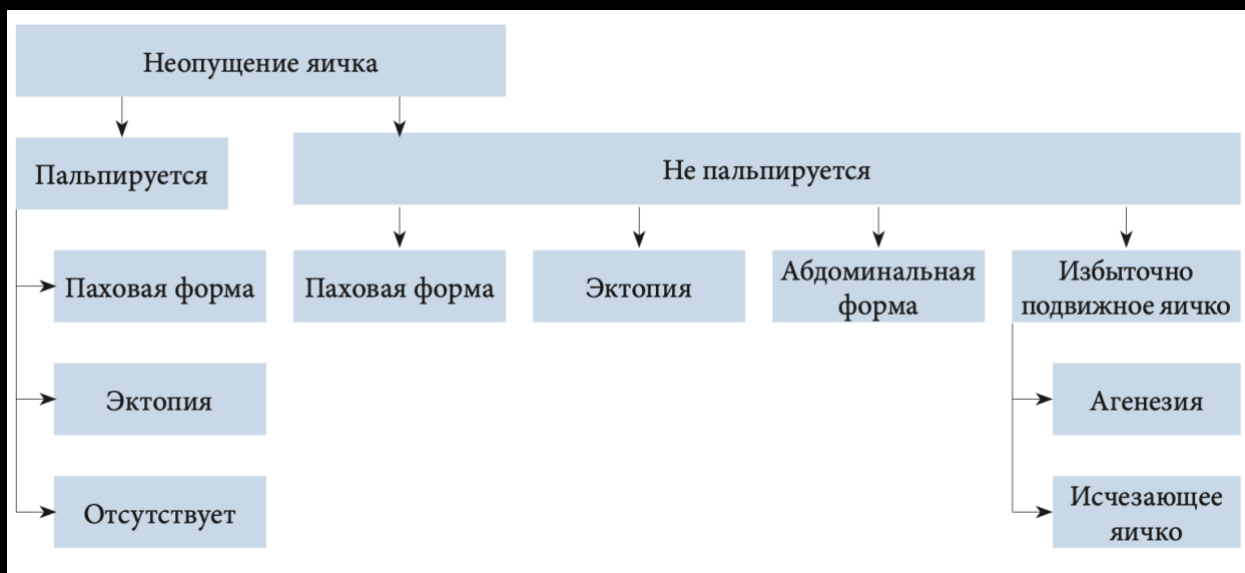 Неопущение яичка
Пальпируется
Не пальпируется
Паховая форма
Паховая форма
Эктопия
Абдоминальная
форма
Избыточно
подвижное яичко
Эктопия
Агенезия
Отсутствует
Исчезающее
яичко